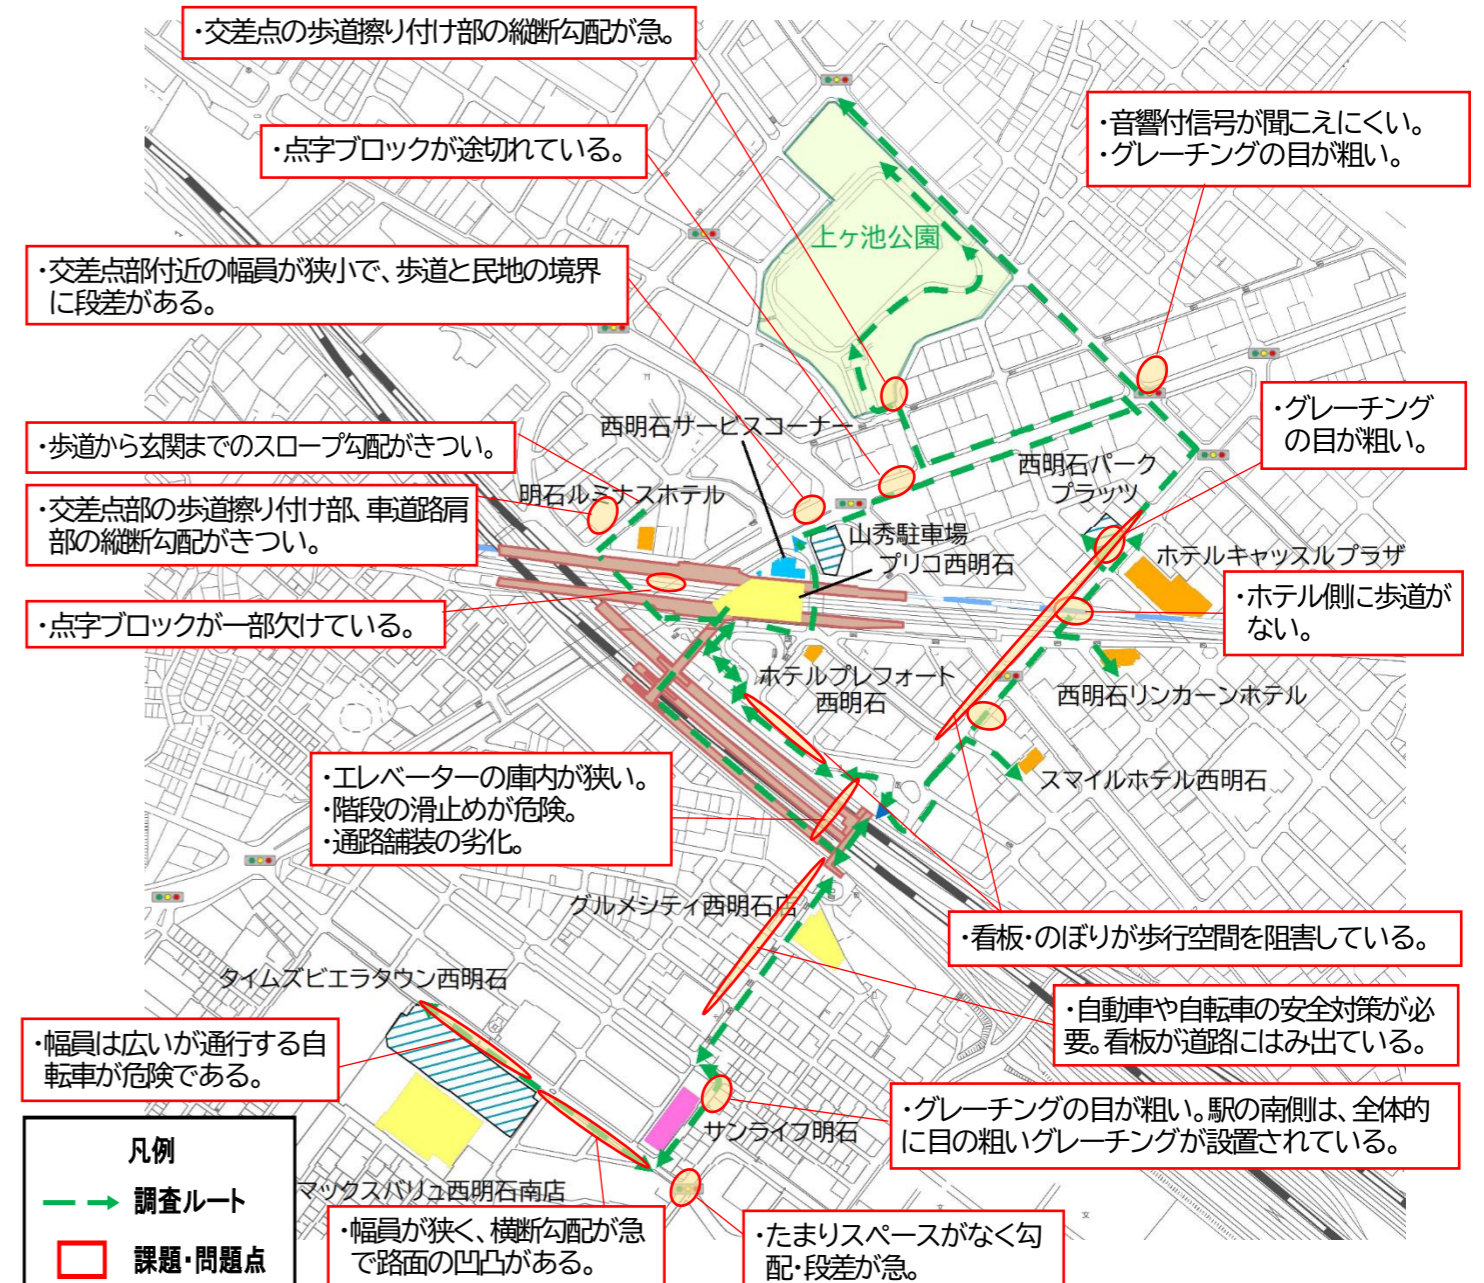 ・交差点の歩道擦り付け部の縦断勾配が急。
・点字ブロックが途切れている。
・音響付信号が聞こえにくい。
・グレーチングの目が粗い。
上ヶ池公園
・交差点部付近の幅員が狭小で、歩道と民地の境界
に段差がある。
・グレーチング
の目が粗い。
西明石サービスコーナー
・歩道から玄関までのスロープ勾配がきつい。
西明石パーク
プラッツ
明石ルミナスホテル
・交差点部の歩道擦り付け部、車道路肩
部の縦断勾配がきつい。
山秀駐車場
プリコ西明石
ホテルキャッスルプラザ
・ホテル側に歩道が
ない。
・点字ブロックが一部欠けている。
ホテルプレフォート
西明石
西明石リンカーンホテル
スマイルホテル西明石
・エレベーターの庫内が狭い。
・階段の滑止めが危険。
・通路舗装の劣化。
グルメシティ西明石店
・看板・のぼりが歩行空間を阻害している。
タイムズビエラタウン西明石
・自動車や自転車の安全対策が必
要。看板が道路にはみ出ている。
・幅員は広いが通行する自
転車が危険である。
・グレーチングの目が粗い。駅の南側は、全体的
に目の粗いグレーチングが設置されている。
サンライフ明石
マックスバリュ西明石南店
・幅員が狭く、横断勾配が急
で路面の凹凸がある。
・たまりスペースがなく勾
配・段差が急。
凡例
調査ルート
課題・問題点